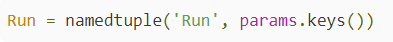 Run = namedtuple('Run', params.keys())